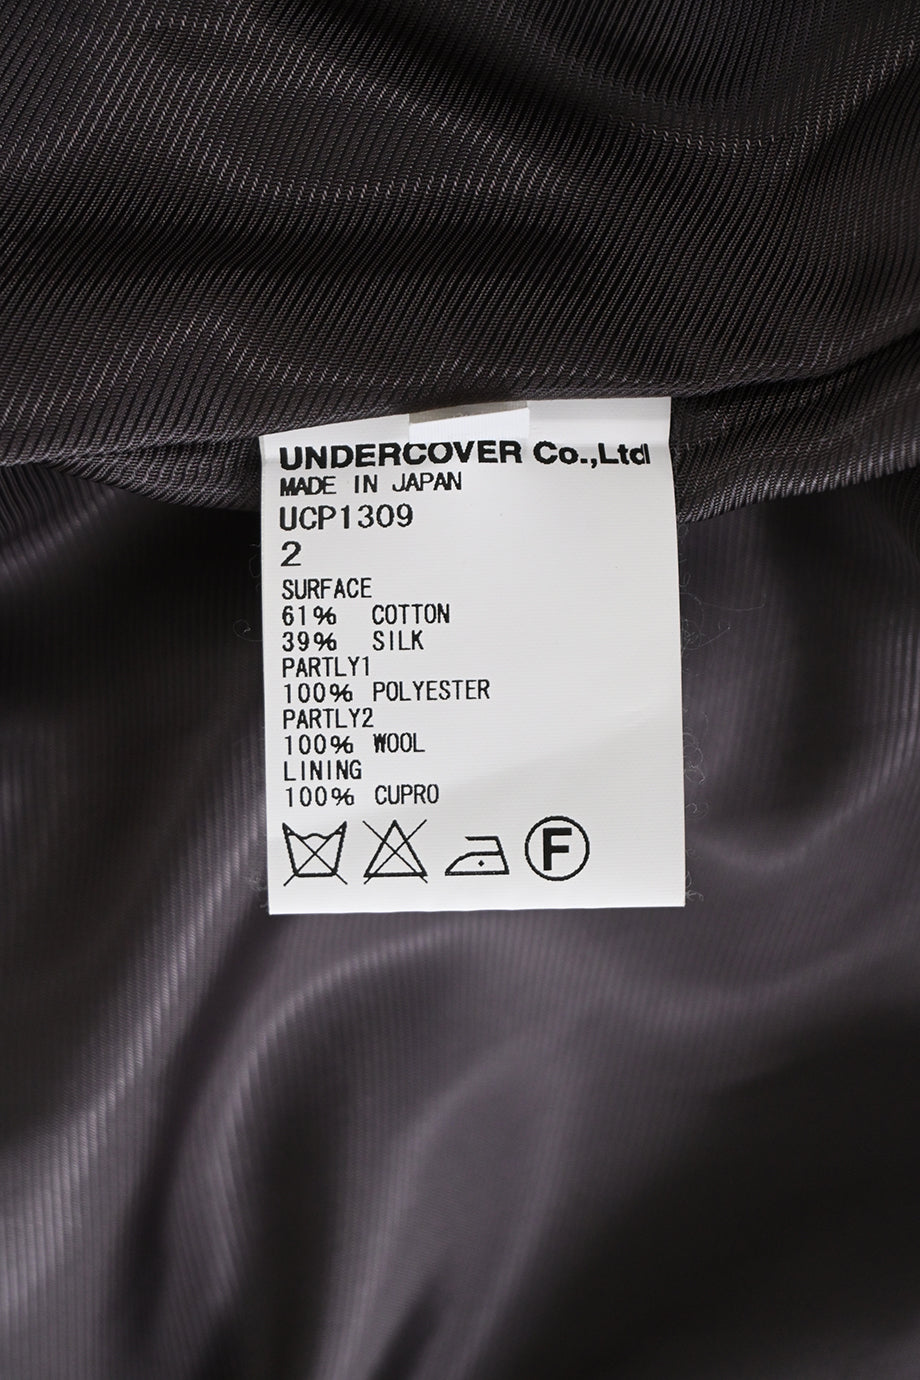 UNDERCOVER Co.,Ltd
MADE IN JAPAN
UCP1309
2
SURFACE
61% COTTON
39% SILK
PARTLY1
100% POLYESTER
PARTLY2
100% WOOL
LINING
100% CUPRO
F